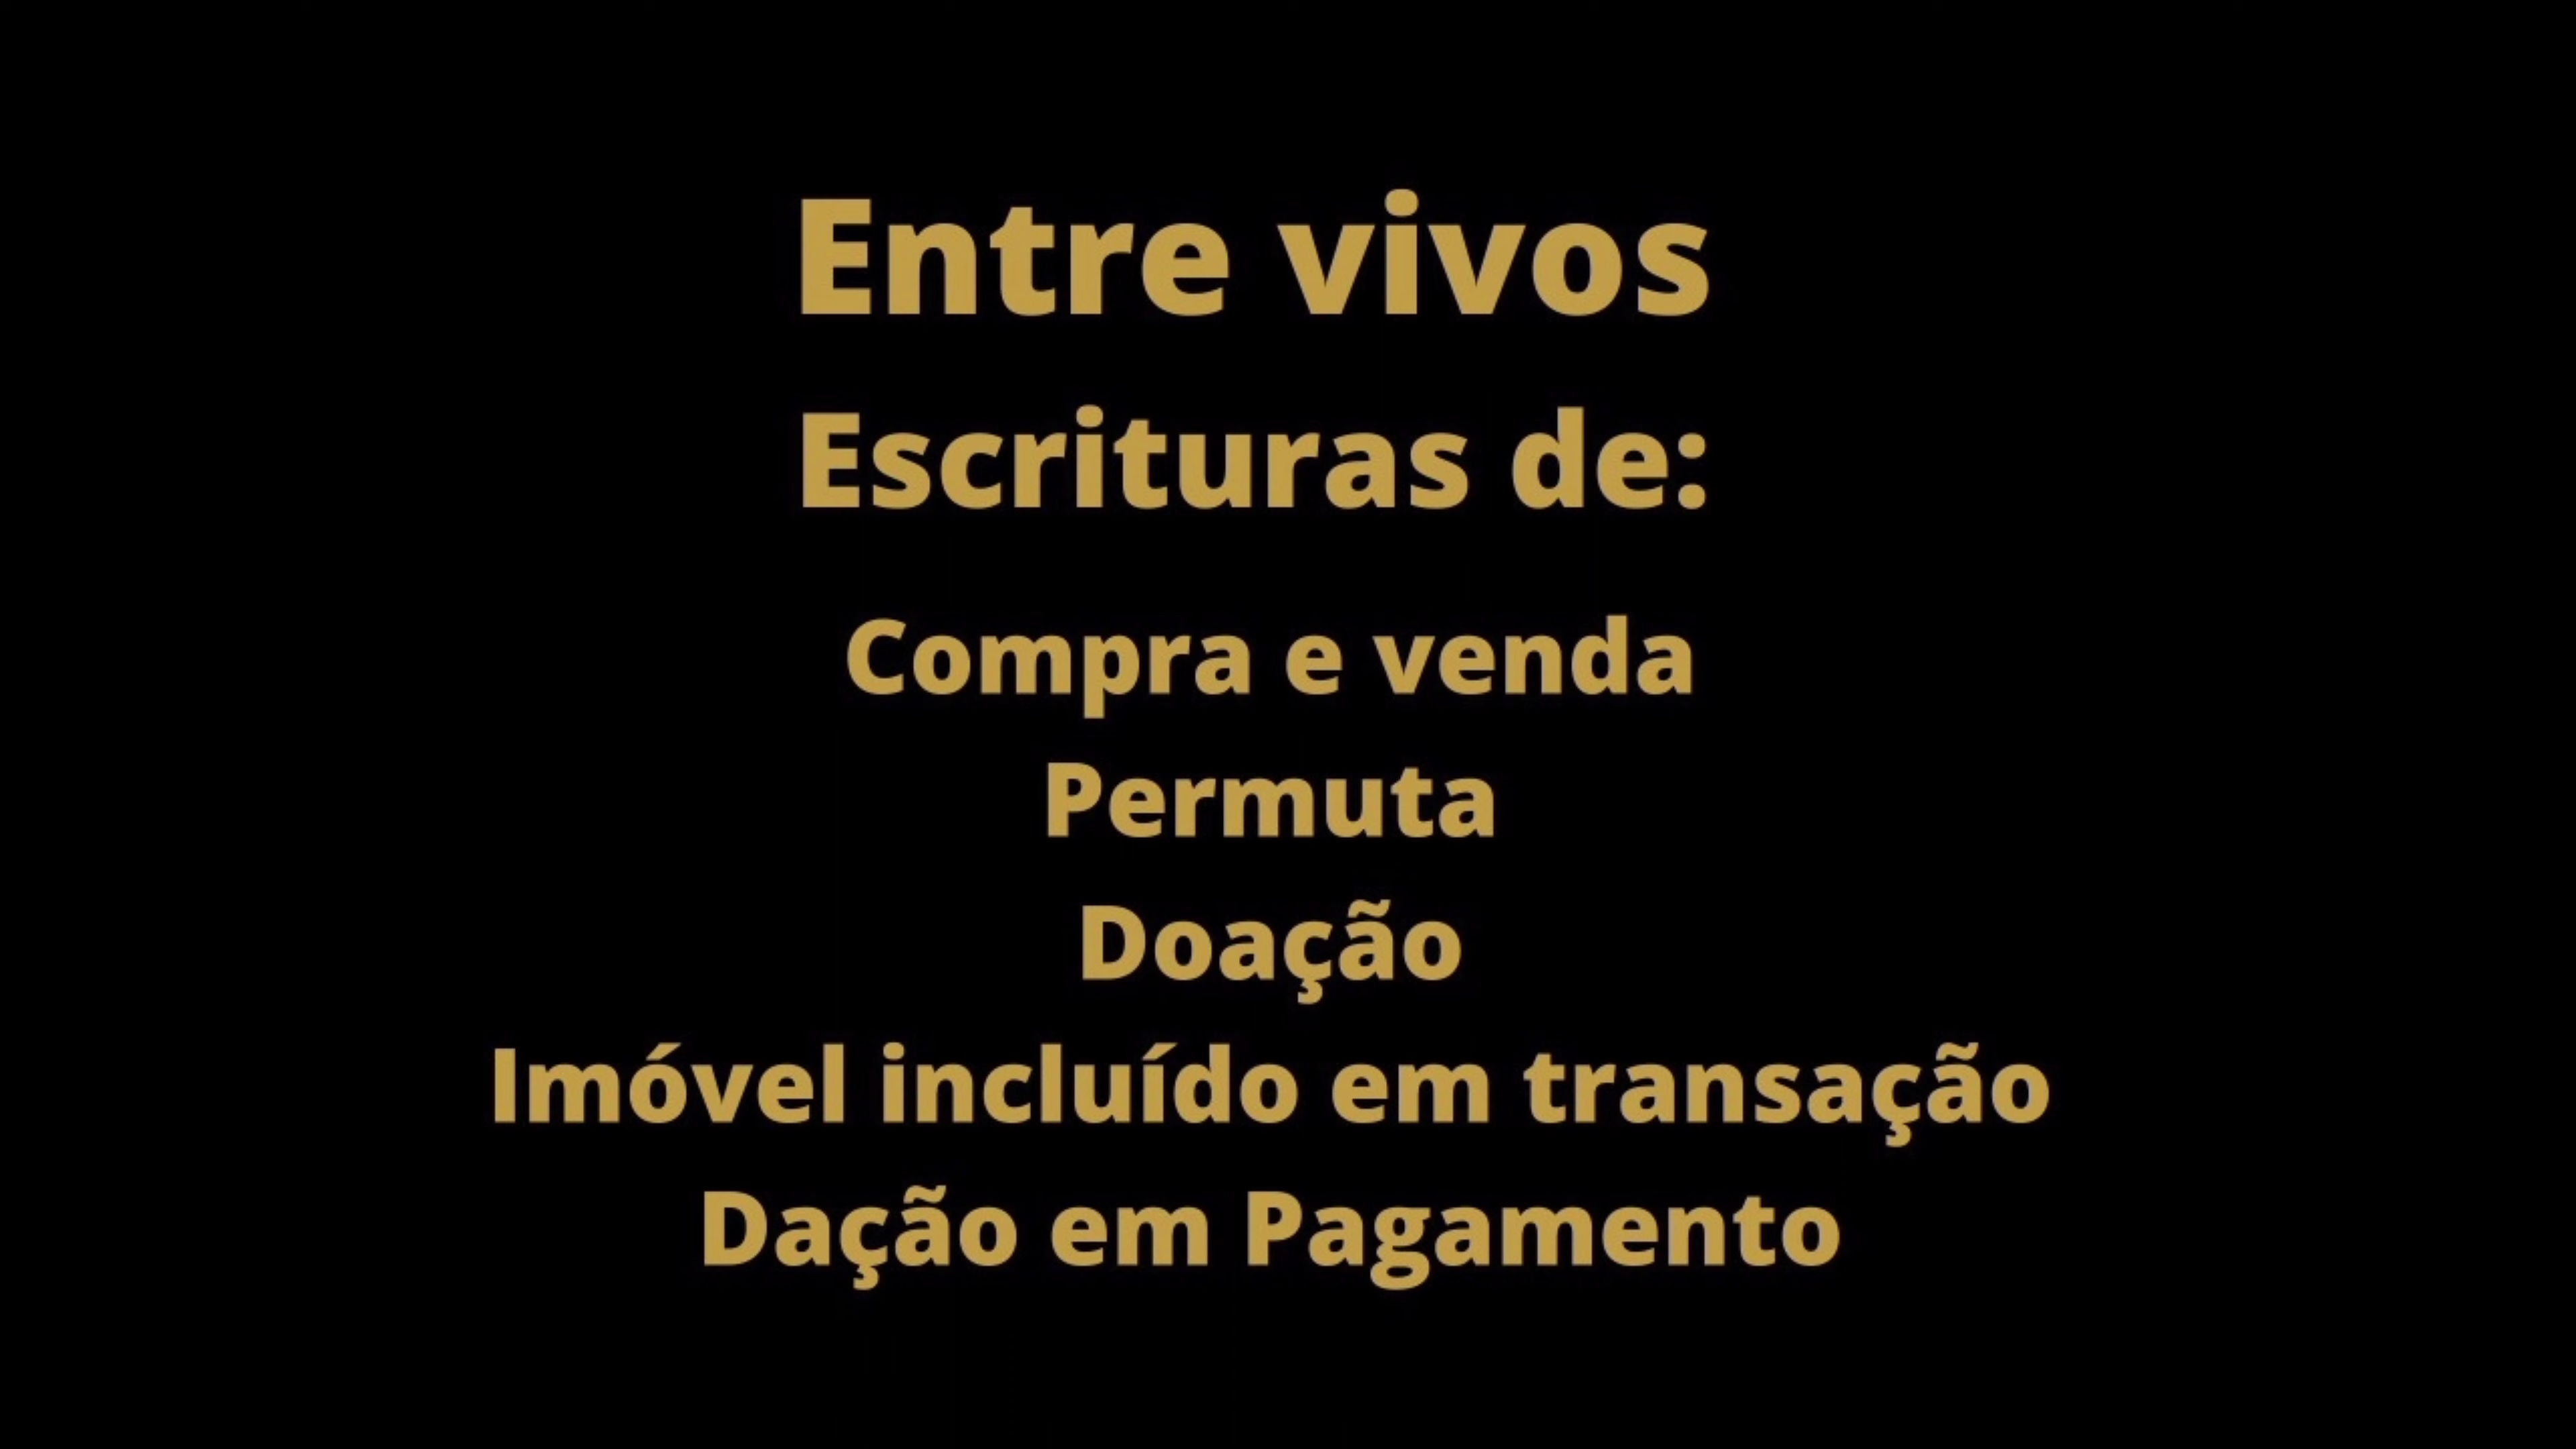 Entre vivos
Escrituras de:
Compra e venda
Permuta
Doação
Imóvel incluído em transação
Dação em Pagamento